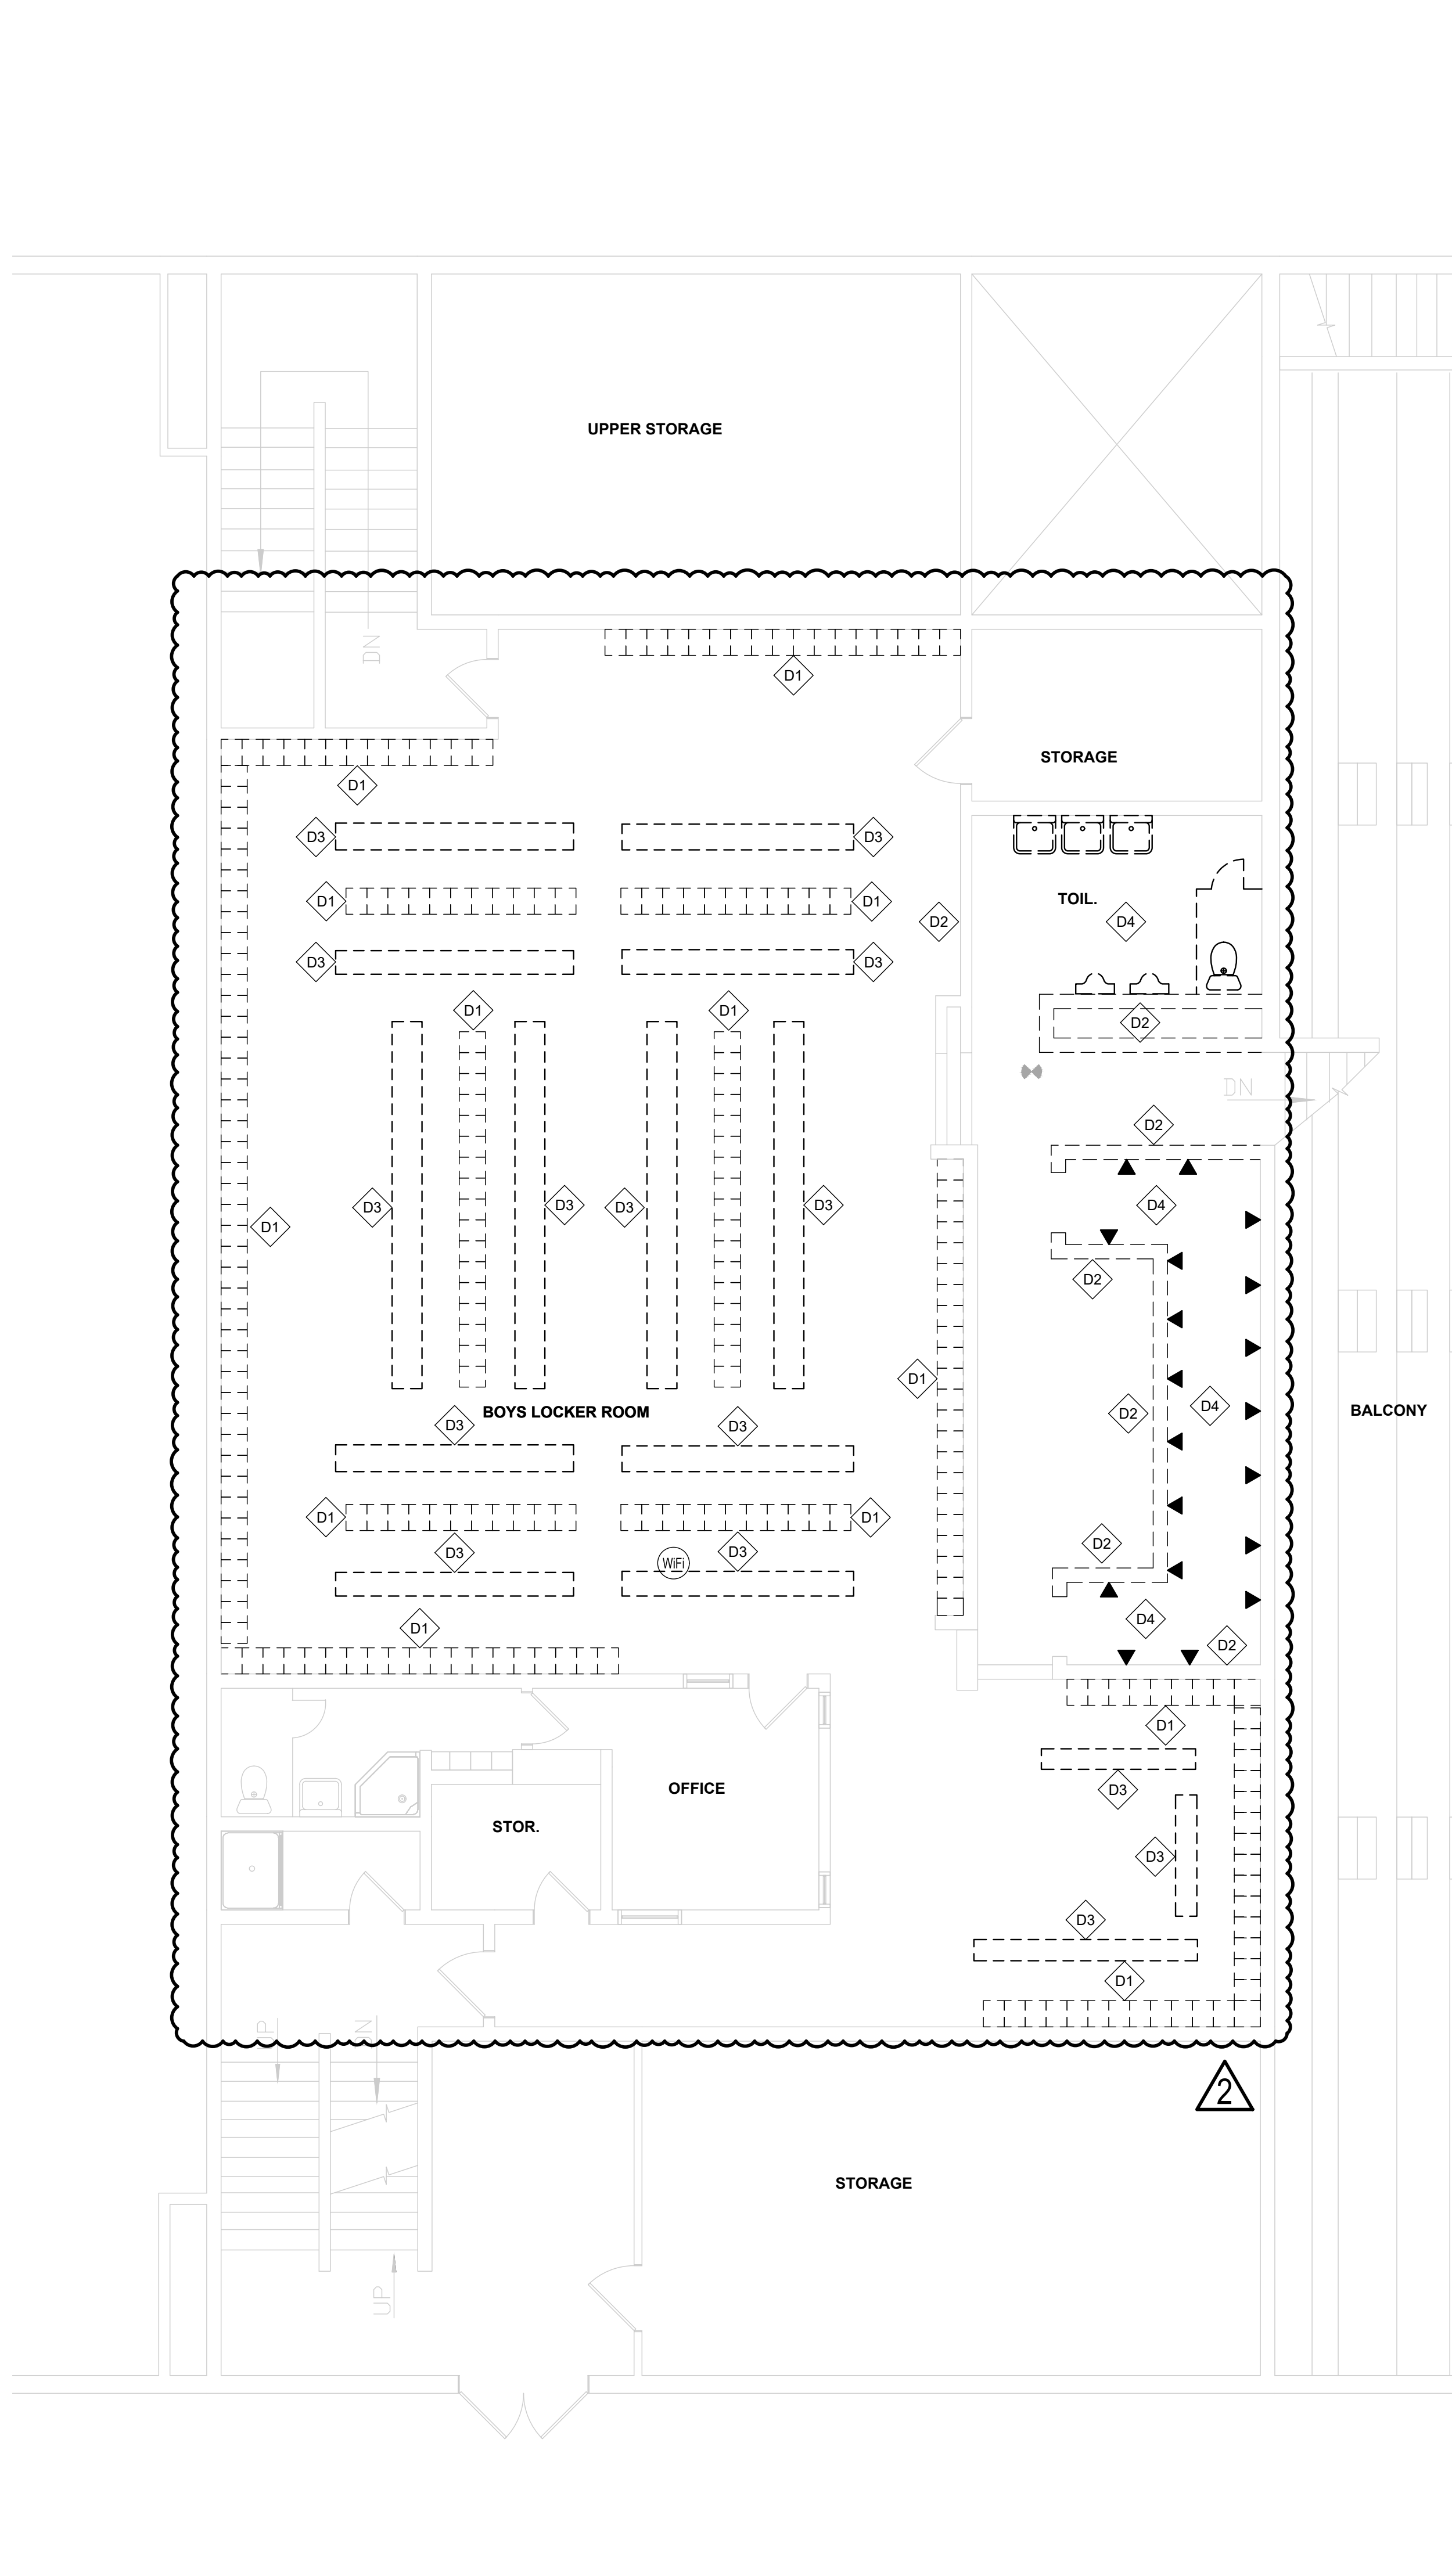 UPPER STORAGE
DN
D1
STORAGE
D1
D3
D3
D1
D1
TOIL.
D2
D4
D3
D3
D1
D1
D2
DN
D2
D3
D3
D3
D3
D4
D1
D2
D1
BOYS LOCKER ROOM
D2
D4
BALCONY
D3
D3
D1
D1
D3
WiFi
D3
D2
D1
D4
D2
D1
OFFICE
D3
STOR.
D3
D3
D1
UP
DN
2
STORAGE
UP